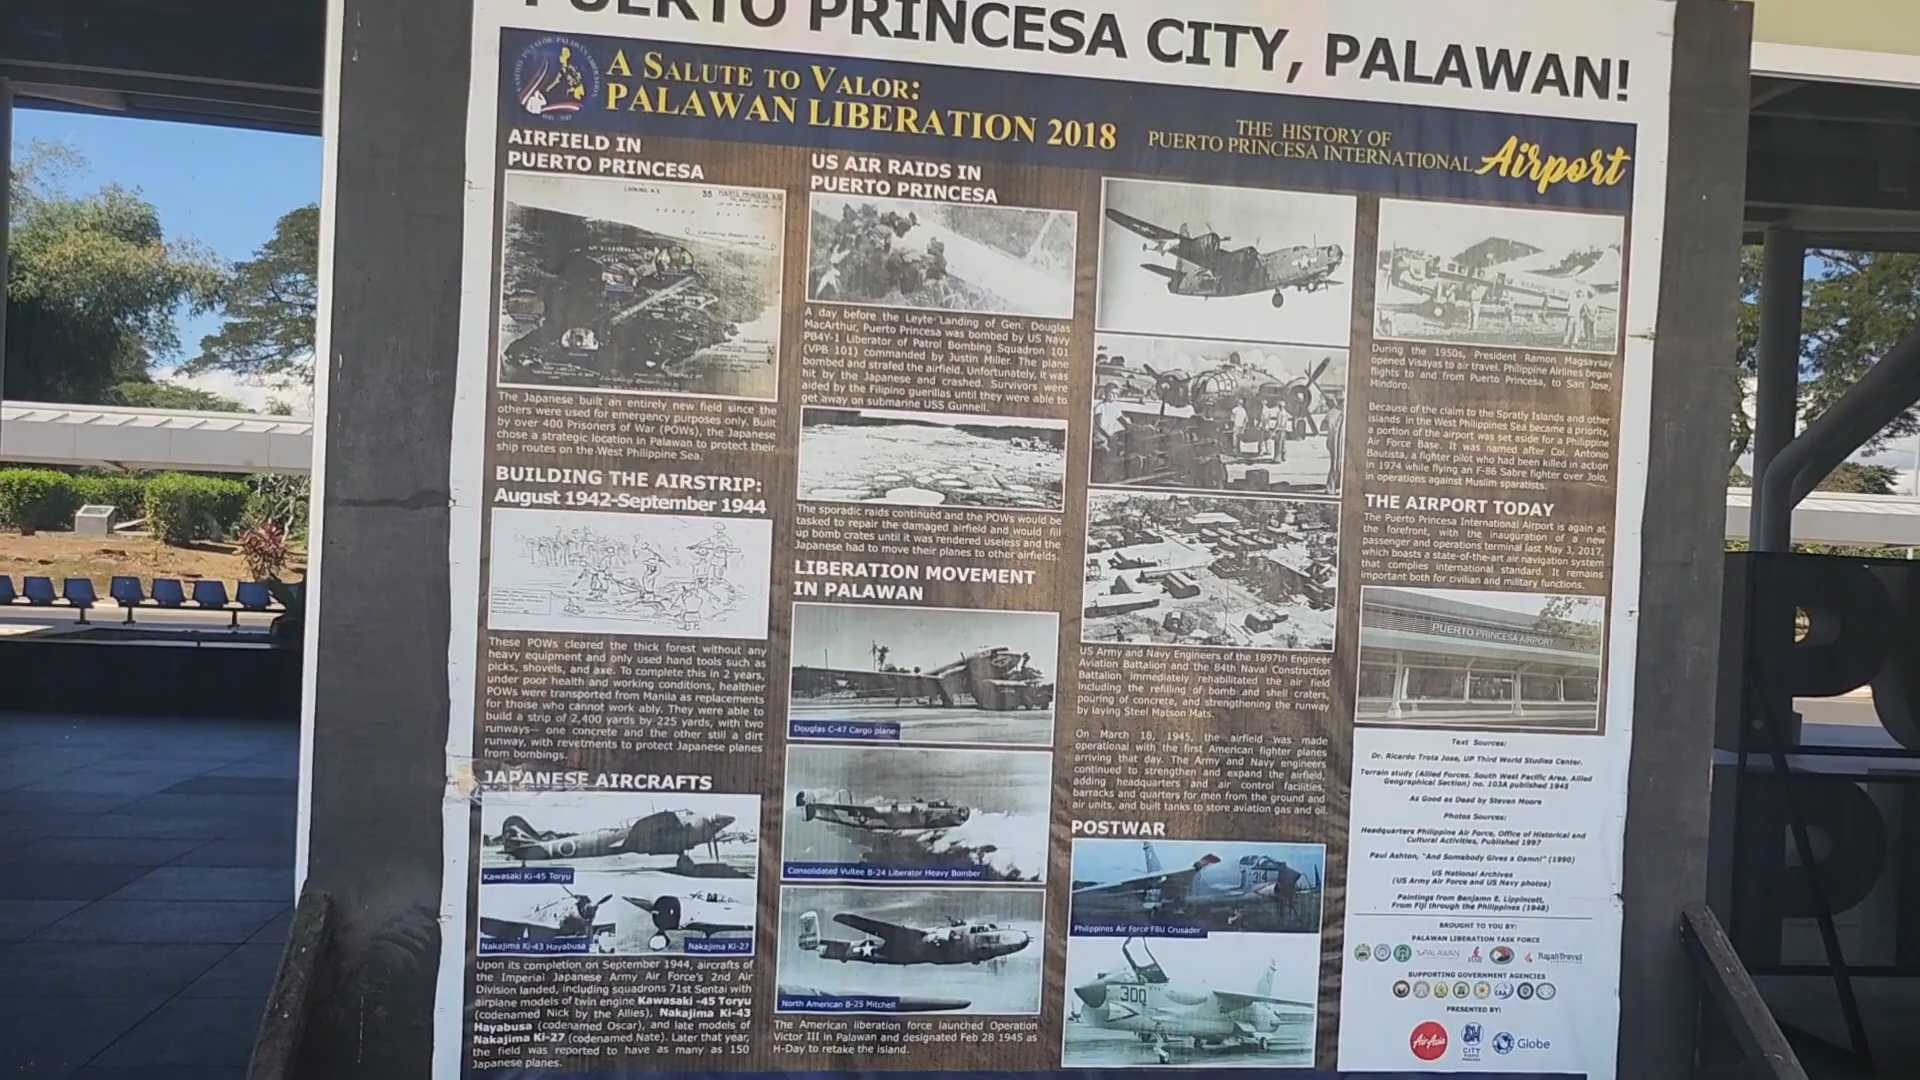 PUERTO PRINCESA CITY, PALAWAN!
A SALUTE TO VALOR:
PALAWAN LIBERATION 2018
THE HISTORY OF
PUERTO PRINCESA INTERNATIONAL
Airport
AIRFIELD IN
PUERTO PRINCESA
The Japanese built an entirely new field since the
others were used for emergency purposes only. Built
by over 400 Prisoners of War (POWs), the Japanese
chose a strategic location in Palawan to protect their
ship routes on the West Philippine Sea.
BUILDING THE AIRSTRIP:
August 1942-September 1944
These POWs cleared the thick forest without any
heavy equipment and only used hand tools such as
picks, shovels, and axe. To complete this in 2 years,
under poor health and working conditions, healthier
POWs were transported from Manila as replacements
for those who cannot work ably. They were able to
build a strip of 2,400 yards by 225 yards, with two
runways-- one concrete and the other still a dirt
runway, with revetments to protect Japanese planes
from bombings.
JAPANESE AIRCRAFTS
Kawasaki Ki-45 Toryu
Nakajima Ki-43 Hayabusa
Nakajima Ki-27
Upon its completion on September 1944, aircrafts of
the Imperial Japanese Army Air Force's 2nd Air
Division landed, including squadrons 71st Sentai with
airplane models of twin engine Kawasaki -45 Toryu
(codenamed Nick by the Allies), Nakajima Ki-43
Hayabusa (codenamed Oscar), and late models of
Nakajima Ki-27 (codenamed Nate). Later that year,
the field was reported to have as many as 150
Japanese planes.
US AIR RAIDS IN
PUERTO PRINCESA
A day before the Leyte Landing of Gen. Douglas
MacArthur, Puerto Princesa was bombed by US Navy
PB4Y-1 Liberator of Patrol Bombing Squadron 101
(VPB 101) commanded by Justin Miller. The plane
bombed and strafed the airfield. Unfortunately, it was
hit by the Japanese and crashed. Survivors were
aided by the Filipino guerillas until they were able to
get away on submarine USS Gunnell.
The sporadic raids continued and the POWs would be
tasked to repair the damaged airfield and would fill
up bomb crates until it was rendered useless and the
Japanese had to move their planes to other airfields.
LIBERATION MOVEMENT
IN PALAWAN
Douglas C-47 Cargo plane
Consolidated Vultee B-24 Liberator Heavy Bomber
North American B-25 Mitchell
The American liberation force launched Operation
Victor III in Palawan and designated Feb 28 1945 as
H-Day to retake the island.
US Army and Navy Engineers of the 1897th Engineer
Aviation Battalion and the 84th Naval Construction
Battalion immediately rehabilitated the air field
including the refilling of bomb and shell craters,
pouring of concrete, and strengthening the runway
by laying Steel Matson Mats.
On March 18, 1945, the airfield was made
operational with the first American fighter planes
arriving that day. The Army and Navy engineers
continued to strengthen and expand the airfield,
adding headquarters and air control facilities,
barracks and quarters for men from the ground and
air units, and built tanks to store aviation gas and oil.
POSTWAR
314
Philippines Air Force F8U Crusader
300
During the 1950s, President Ramon Magsaysay
opened Visayas to air travel. Philippine Airlines began
flights to and from Puerto Princesa, to San Jose,
Mindoro.
Because of the claim to the Spratly Islands and other
islands in the West Philippines Sea became a priority,
a portion of the airport was set aside for a Philippine
Air Force Base. It was named after Col. Antonio
Bautista, a fighter pilot who had been killed in action
in 1974 while flying an F-86 Sabre fighter over Jolo,
in operations against Muslim sparatists.
THE AIRPORT TODAY
The Puerto Princesa International Airport is again at
the forefront, with the inauguration of a new
passenger and operations terminal last May 3, 2017,
which boasts a state-of-the-art air navigation system
that complies international standard. It remains
important both for civilian and military functions.
PUERTO PRINCESA AIRPORT
Text Sources:
Dr. Ricardo Trota Jose, UP Third World Studies Center.
Terrain study (Allied Forces. South West Pacific Area. Allied
Geographical Section) no. 103A published 1945
As Good as Dead by Steven Moore
Photos Sources:
Headquarters Philippine Air Force, Office of Historical and
Cultural Activities, Published 1997
Paul Ashton, "And Somebody Gives a Damn!" (1990)
US National Archives
(US Army Air Force and US Navy photos)
Paintings from Benjamn E. Lippincott,
From Fiji through the Philippines (1948)
BROUGHT TO YOU BY:
PALAWAN LIBERATION TASK FORCE
SUPPORTING GOVERNMENT AGENCIES
PRESENTED BY:
AirAsia
SM
CITY
Globe